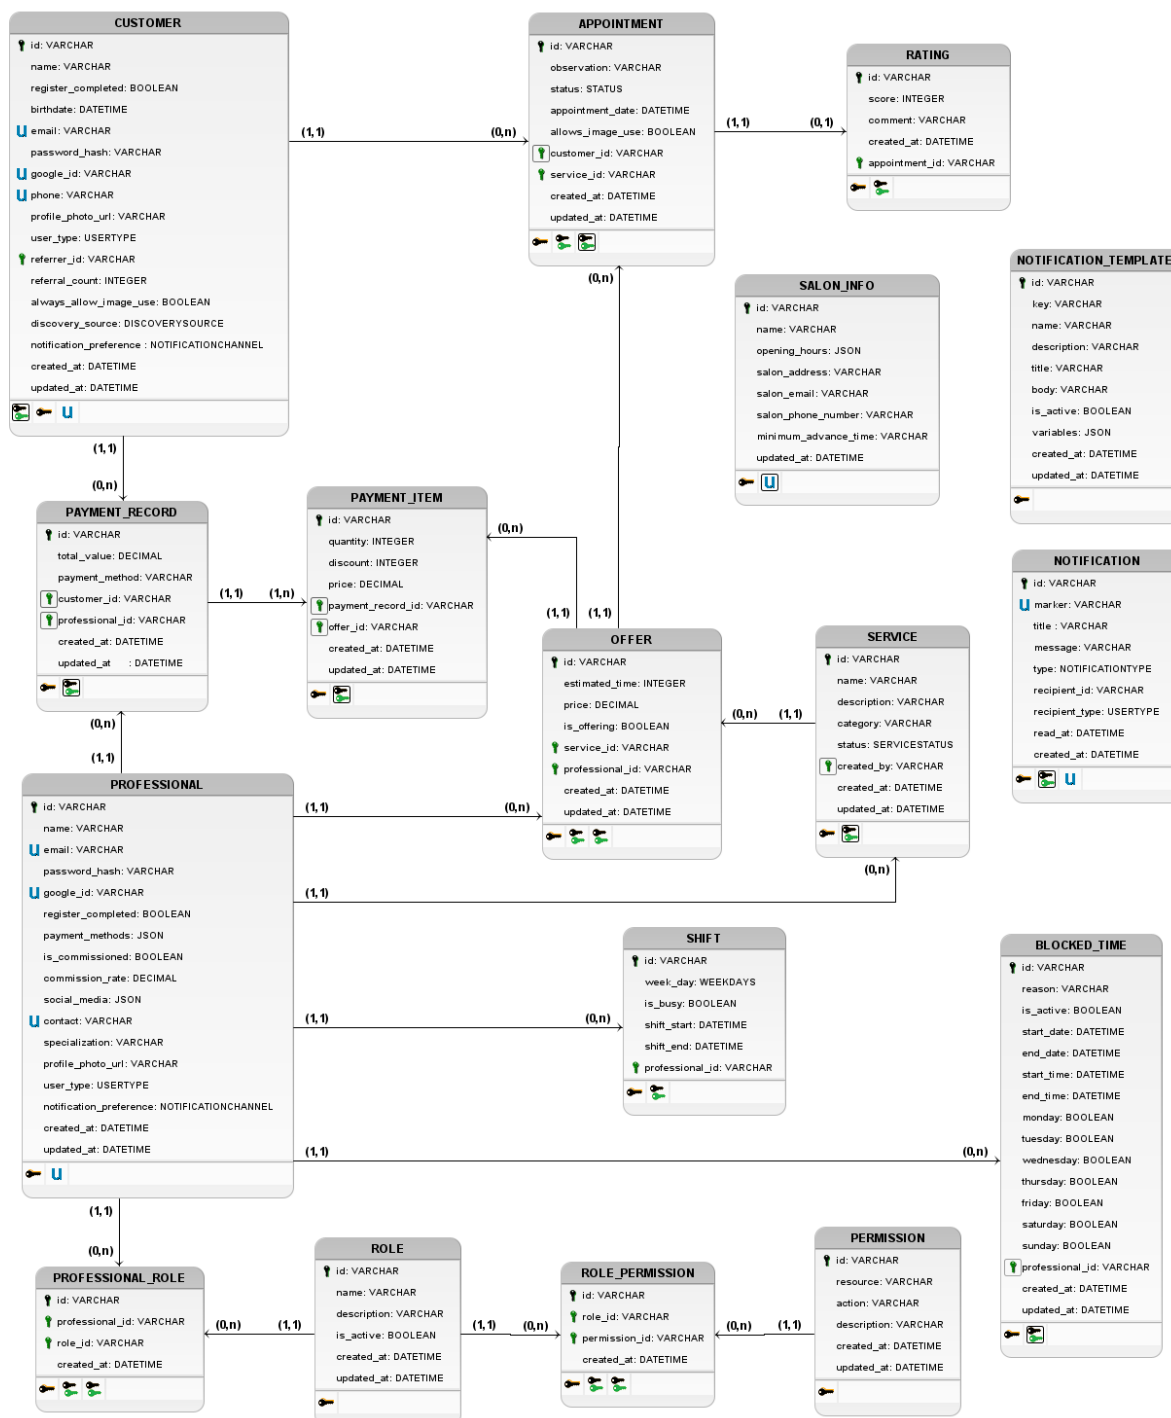 CUSTOMER
id: VARCHAR
name: VARCHAR
register_completed: BOOLEAN
birthdate: DATETIME
U email: VARCHAR
password_hash: VARCHAR
U google_id: VARCHAR
U phone: VARCHAR
profile_photo_url: VARCHAR
user_type: USERTYPE
referrer_id: VARCHAR
referral_count: INTEGER
always_allow_image_use: BOOLEAN
discovery_source: DISCOVERYSOURCE
notification_preference : NOTIFICATIONCHANNEL
created_at: DATETIME
updated_at: DATETIME
U
(1,1)
(0,n)
APPOINTMENT
id: VARCHAR
observation: VARCHAR
status: STATUS
appointment_date: DATETIME
allows_image_use: BOOLEAN
customer_id: VARCHAR
service_id: VARCHAR
created_at: DATETIME
updated_at: DATETIME
(1,1)
(0,1)
RATING
id: VARCHAR
score: INTEGER
comment: VARCHAR
created_at: DATETIME
appointment_id: VARCHAR
(0,n)
SALON_INFO
id: VARCHAR
name: VARCHAR
opening_hours: JSON
salon_address: VARCHAR
salon_email: VARCHAR
salon_phone_number: VARCHAR
minimum_advance_time: VARCHAR
updated_at: DATETIME
U
NOTIFICATION_TEMPLATE
id: VARCHAR
key: VARCHAR
name: VARCHAR
description: VARCHAR
title: VARCHAR
body: VARCHAR
is_active: BOOLEAN
variables: JSON
created_at: DATETIME
updated_at: DATETIME
(1,1)
(0,n)
PAYMENT_RECORD
id: VARCHAR
total_value: DECIMAL
payment_method: VARCHAR
customer_id: VARCHAR
professional_id: VARCHAR
created_at: DATETIME
updated_at : DATETIME
(1,1)
(1,n)
PAYMENT_ITEM
id: VARCHAR
quantity: INTEGER
discount: INTEGER
price: DECIMAL
payment_record_id: VARCHAR
offer_id: VARCHAR
created_at: DATETIME
updated_at: DATETIME
(0,n)
(1,1)
(1,1)
OFFER
id: VARCHAR
estimated_time: INTEGER
price: DECIMAL
is_offering: BOOLEAN
service_id: VARCHAR
professional_id: VARCHAR
created_at: DATETIME
updated_at: DATETIME
(0,n)
(1,1)
SERVICE
id: VARCHAR
name: VARCHAR
description: VARCHAR
category: VARCHAR
status: SERVICESTATUS
created_by: VARCHAR
created_at: DATETIME
updated_at: DATETIME
(0,n)
NOTIFICATION
id: VARCHAR
U marker: VARCHAR
title : VARCHAR
message: VARCHAR
type: NOTIFICATIONTYPE
recipient_id: VARCHAR
recipient_type: USERTYPE
read_at: DATETIME
created_at: DATETIME
U
(0,n)
(1,1)
PROFESSIONAL
id: VARCHAR
name: VARCHAR
U email: VARCHAR
password_hash: VARCHAR
U google_id: VARCHAR
register_completed: BOOLEAN
payment_methods: JSON
is_commissioned: BOOLEAN
commission_rate: DECIMAL
social_media: JSON
U contact: VARCHAR
specialization: VARCHAR
profile_photo_url: VARCHAR
user_type: USERTYPE
notification_preference: NOTIFICATIONCHANNEL
created_at: DATETIME
updated_at: DATETIME
U
(1,1)
(0,n)
(1,1)
(1,1)
(0,n)
SHIFT
id: VARCHAR
week_day: WEEKDAYS
is_busy: BOOLEAN
shift_start: DATETIME
shift_end: DATETIME
professional_id: VARCHAR
(1,1)
(0,n)
BLOCKED_TIME
id: VARCHAR
reason: VARCHAR
is_active: BOOLEAN
start_date: DATETIME
end_date: DATETIME
start_time: DATETIME
end_time: DATETIME
monday: BOOLEAN
tuesday: BOOLEAN
wednesday: BOOLEAN
thursday: BOOLEAN
friday: BOOLEAN
saturday: BOOLEAN
sunday: BOOLEAN
professional_id: VARCHAR
created_at: DATETIME
updated_at: DATETIME
(1,1)
(0,n)
PROFESSIONAL_ROLE
id: VARCHAR
professional_id: VARCHAR
role_id: VARCHAR
created_at: DATETIME
(0,n)
(1,1)
ROLE
id: VARCHAR
name: VARCHAR
description: VARCHAR
is_active: BOOLEAN
created_at: DATETIME
updated_at: DATETIME
(1,1)
(0,n)
ROLE_PERMISSION
id: VARCHAR
role_id: VARCHAR
permission_id: VARCHAR
created_at: DATETIME
(0,n)
(1,1)
PERMISSION
id: VARCHAR
resource: VARCHAR
action: VARCHAR
description: VARCHAR
created_at: DATETIME
updated_at: DATETIME